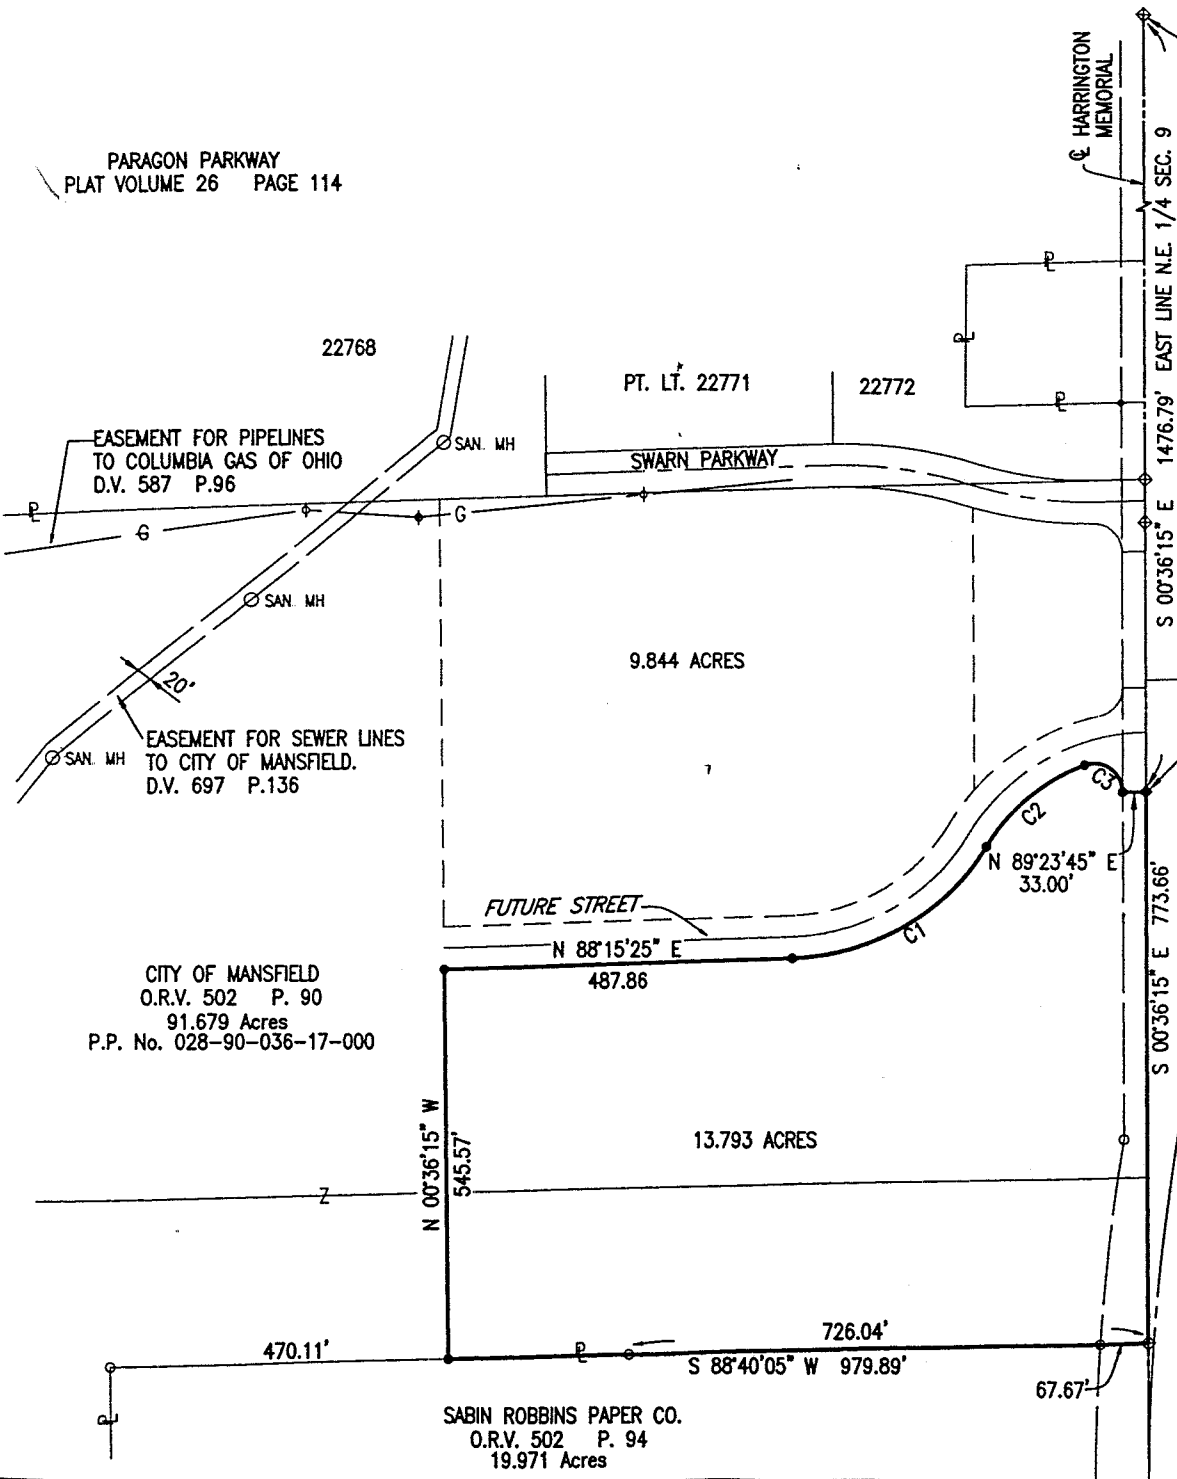 ℄ HARRINGTON
MEMORIAL
PARAGON PARKWAY
PLAT VOLUME 26 PAGE 114
EAST LINE N.E. 1/4 SEC. 9
S 00°36'15" E 1476.79'
22768
PT. LT. 22771
22772
SWARN PARKWAY
EASEMENT FOR PIPELINES
TO COLUMBIA GAS OF OHIO
D.V. 587 P.96
SAN. MH
PL
PL
PL
PL
G
G
SAN. MH
20'
9.844 ACRES
SAN. MH
EASEMENT FOR SEWER LINES
TO CITY OF MANSFIELD.
D.V. 697 P.136
C3
C2
C1
N 89°23'45" E
33.00'
FUTURE STREET
N 88°15'25" E
487.86
S 00°36'15" E 773.66'
CITY OF MANSFIELD
O.R.V. 502 P. 90
91.679 Acres
P.P. No. 028-90-036-17-000
N 00°36'15" W
545.57'
13.793 ACRES
Z
470.11'
PL
726.04'
S 88°40'05" W 979.89'
67.67'
PL
SABIN ROBBINS PAPER CO.
O.R.V. 502 P. 94
19.971 Acres